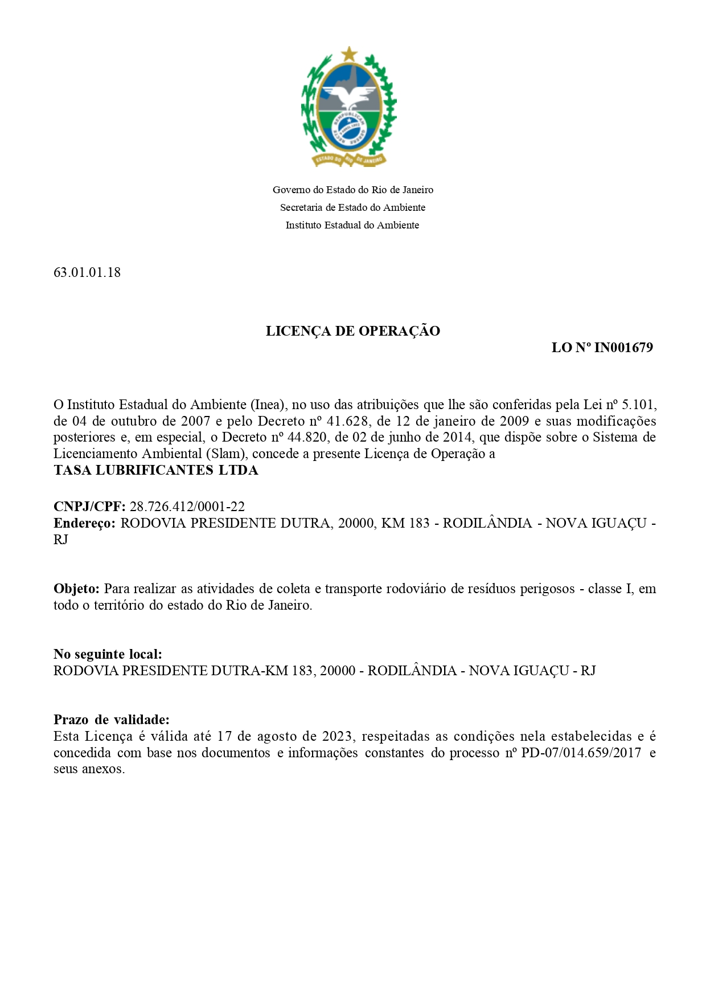 RECTE REMPUBLICAM GERERE
9 ABRIL 1892
ESTADO DO RIO DE JANEIRO
Governo do Estado do Rio de Janeiro
Secretaria de Estado do Ambiente
Instituto Estadual do Ambiente
63.01.01.18
LICENÇA DE OPERAÇÃO
LO Nº IN001679
O Instituto Estadual do Ambiente (Inea), no uso das atribuições que lhe são conferidas pela Lei nº 5.101,
de 04 de outubro de 2007 e pelo Decreto nº 41.628, de 12 de janeiro de 2009 e suas modificações
posteriores e, em especial, o Decreto nº 44.820, de 02 de junho de 2014, que dispõe sobre o Sistema de
Licenciamento Ambiental (Slam), concede a presente Licença de Operação a
TASA LUBRIFICANTES LTDA
CNPJ/CPF: 28.726.412/0001-22
Endereço: RODOVIA PRESIDENTE DUTRA, 20000, KM 183 - RODILÂNDIA - NOVA IGUAÇU -
RJ
Objeto: Para realizar as atividades de coleta e transporte rodoviário de resíduos perigosos - classe I, em
todo o território do estado do Rio de Janeiro.
No seguinte local:
RODOVIA PRESIDENTE DUTRA-KM 183, 20000 - RODILÂNDIA - NOVA IGUAÇU - RJ
Prazo de validade:
Esta Licença é válida até 17 de agosto de 2023, respeitadas as condições nela estabelecidas e é
concedida com base nos documentos e informações constantes do processo nº PD-07/014.659/2017 e
seus anexos.